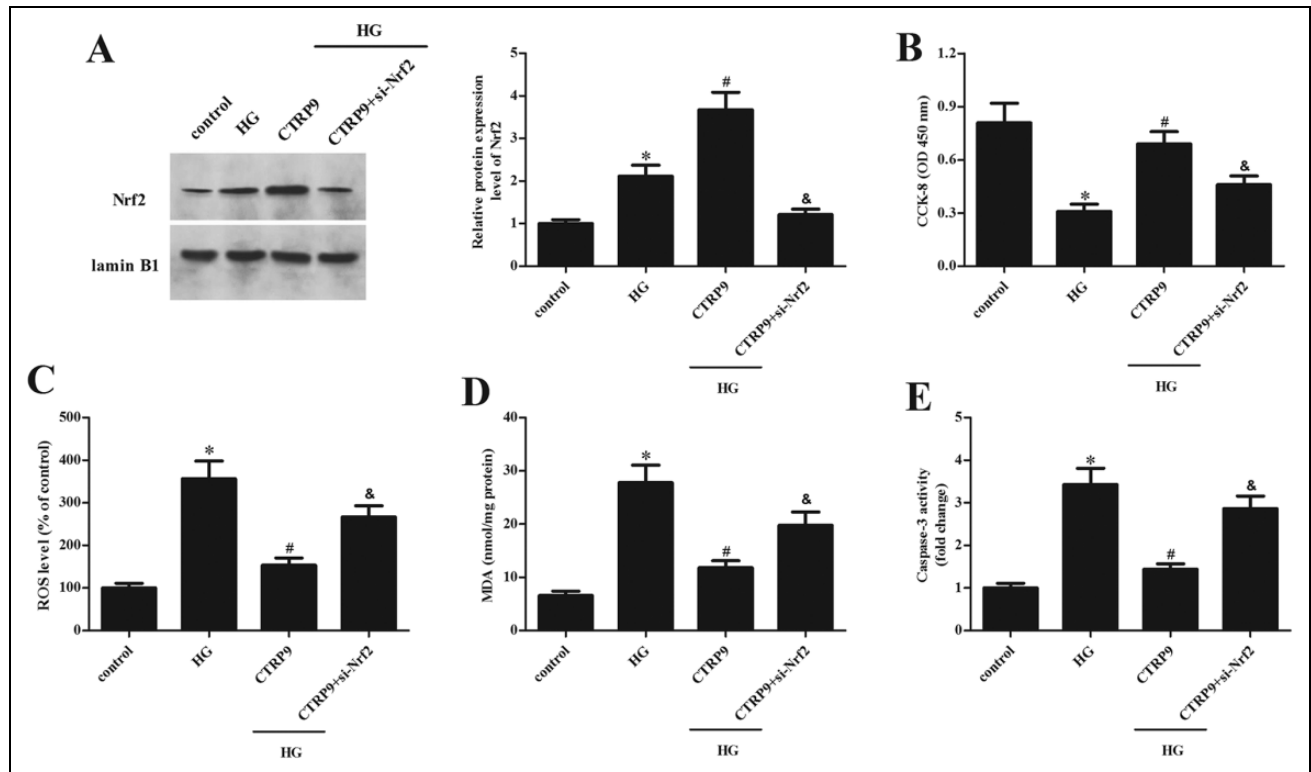 A
HG
control
HG
CTRP9
CTRP9+si-Nrf2
Nrf2
lamin B1
Relative protein expression
level of Nrf2
5
4
3
2
1
0
*
#
&
control
HG
CTRP9
CTRP9+si-Nrf2
HG
B
CCK-8 (OD 450 nm)
1.2
0.9
0.6
0.3
0.0
*
#
&
control
HG
CTRP9
CTRP9+si-Nrf2
HG
C
ROS level (% of control)
500
400
300
200
100
0
*
#
&
control
HG
CTRP9
CTRP9+si-Nrf2
HG
D
MDA (nmol/mg protein)
40
30
20
10
0
*
#
&
control
HG
CTRP9
CTRP9+si-Nrf2
HG
E
Caspase-3 activity
(fold change)
5
4
3
2
1
0
*
#
&
control
HG
CTRP9
CTRP9+si-Nrf2
HG